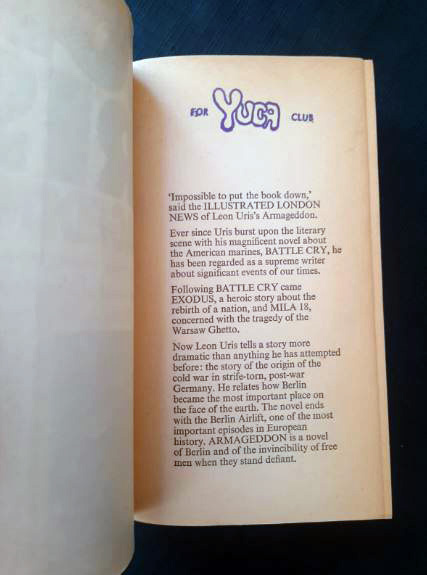 FOR YUCA CLUB
‘Impossible to put the book down,’
said the ILLUSTRATED LONDON
NEWS of Leon Uris's Armageddon.
Ever since Uris burst upon the literary
scene with his magnificent novel about
the American marines, BATTLE CRY, he
has been regarded as a supreme writer
about significant events of our times.
Following BATTLE CRY came
EXODUS, a heroic story about the
rebirth of a nation, and MILA 18,
concerned with the tragedy of the
Warsaw Ghetto.
Now Leon Uris tells a story more
dramatic than anything he has attempted
before: the story of the origin of the
cold war in strife-torn, post-war
Germany. He relates how Berlin
became the most important place on
the face of the earth. The novel ends
with the Berlin Airlift, one of the most
important episodes in European
history. ARMAGEDDON is a novel
of Berlin and of the invincibility of free
men when they stand defiant.